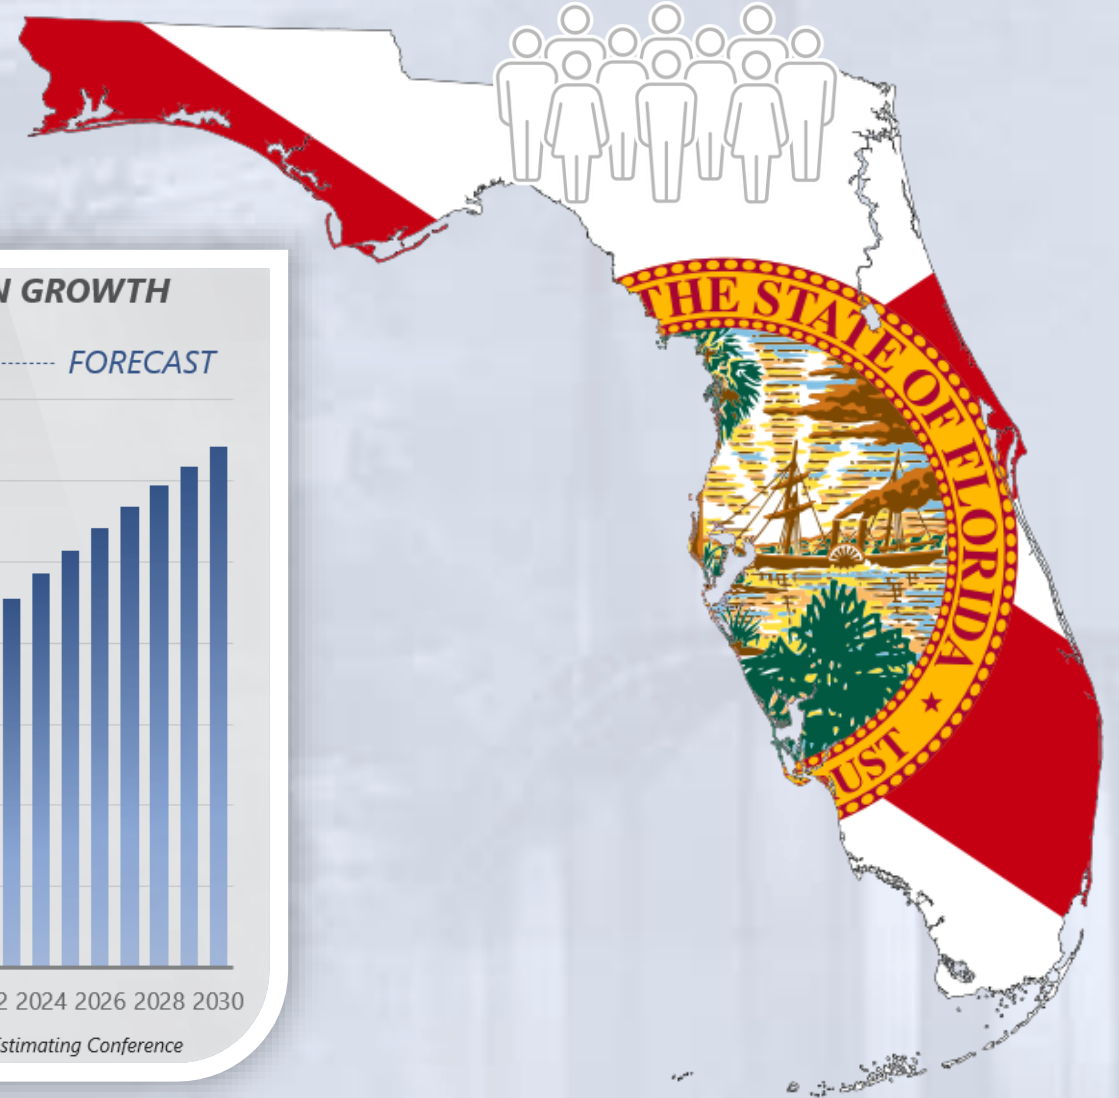 N GROWTH
FORECAST
2 2024 2026 2028 2030
stimating Conference
THE STATE OF FLORIDA ★
UST